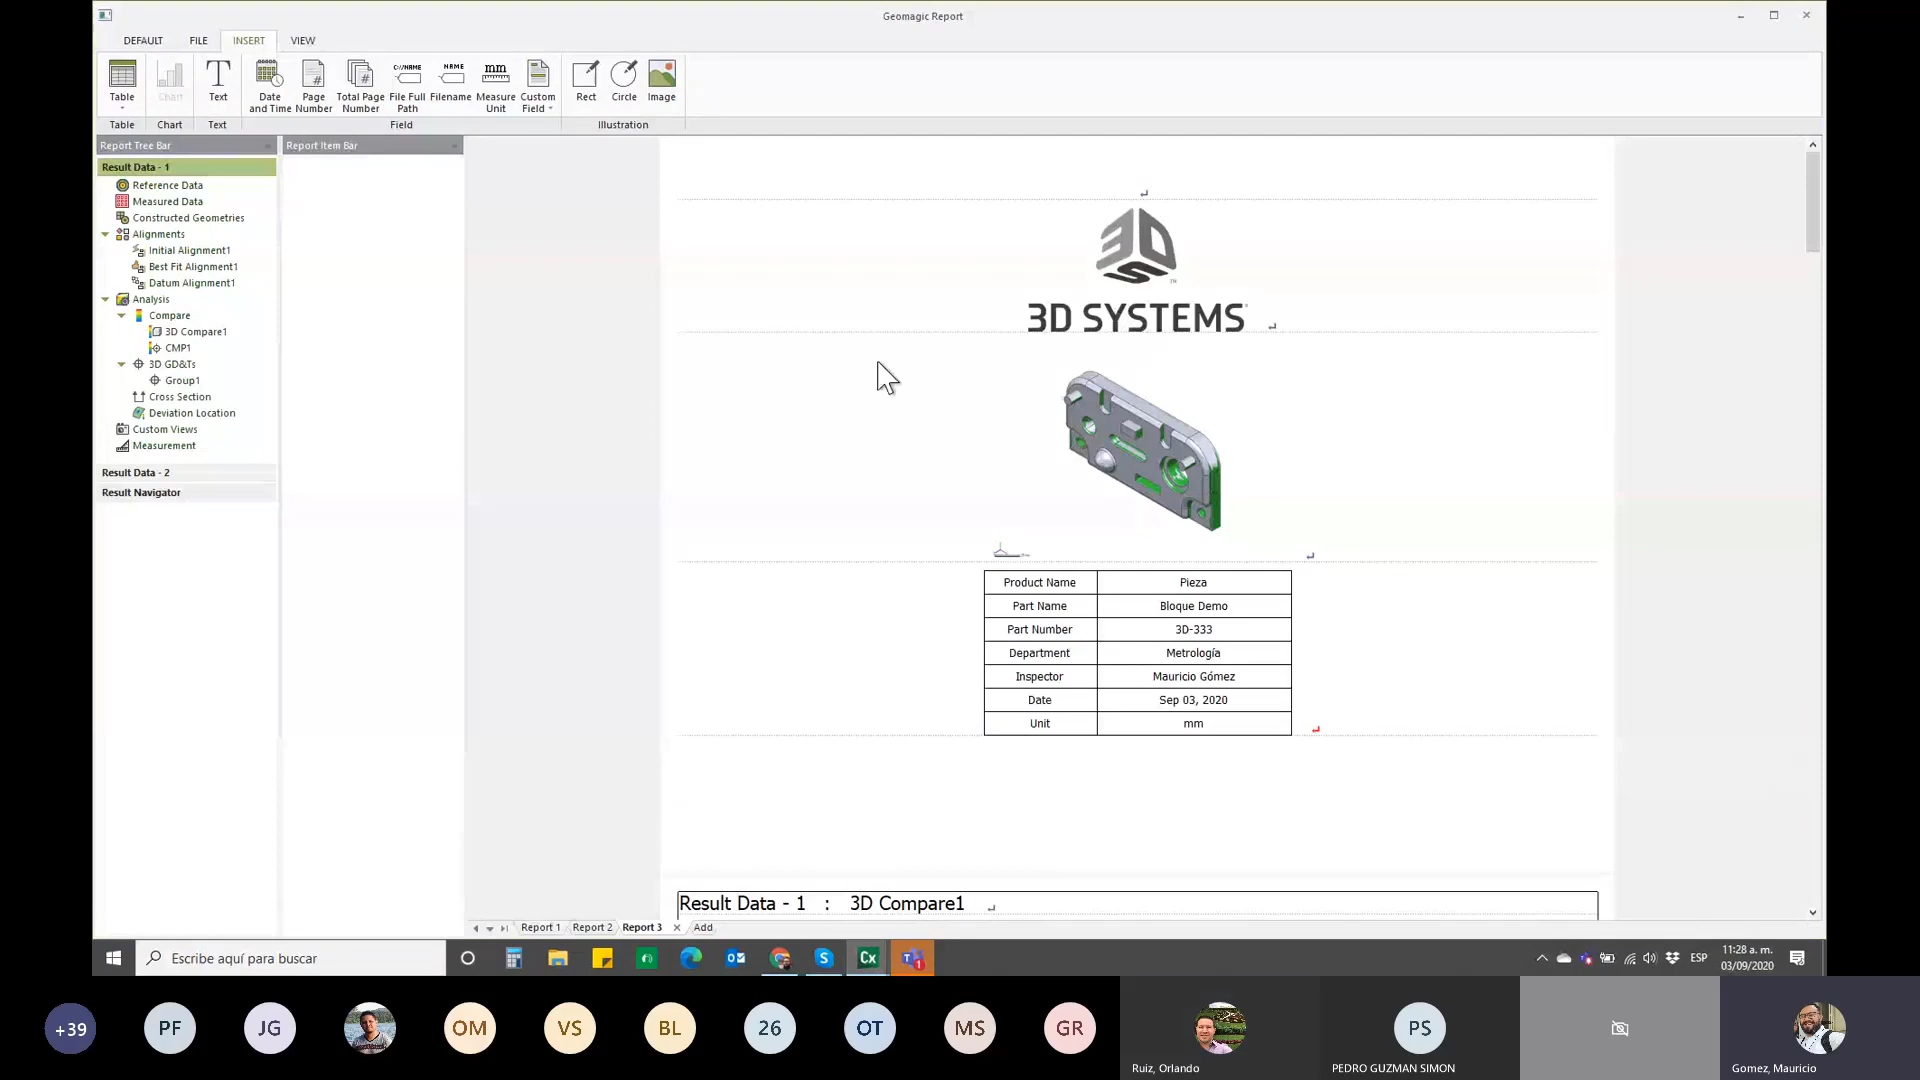 Geomagic Report
DEFAULT FILE INSERT VIEW
Table Chart Text Date and Time Page Number Total Page Number C:\/NAME File Full Path NAME Filename mm Measure Unit Custom Field Rect Circle Image
Table Chart Text Field Illustration
Report Tree Bar
Report Item Bar
Result Data - 1
Reference Data
Measured Data
Constructed Geometries
Alignments
Initial Alignment1
Best Fit Alignment1
Datum Alignment1
Analysis
Compare
3D Compare1
CMP1
3D GD&Ts
Group1
Cross Section
Deviation Location
Custom Views
Measurement
Result Data - 2
Result Navigator
3DS™
3D SYSTEMS
Product Name Pieza
Part Name Bloque Demo
Part Number 3D-333
Department Metrología
Inspector Mauricio Gómez
Date Sep 03, 2020
Unit mm
Result Data - 1 : 3D Compare1
Report 1 Report 2 Report 3 Add
Escribe aquí para buscar
S
Cx
1
ESP
11:28 a. m.
03/09/2020
+39 PF JG OM VS BL 26 OT MS GR PS
Ruiz, Orlando PEDRO GUZMAN SIMON Gomez, Mauricio